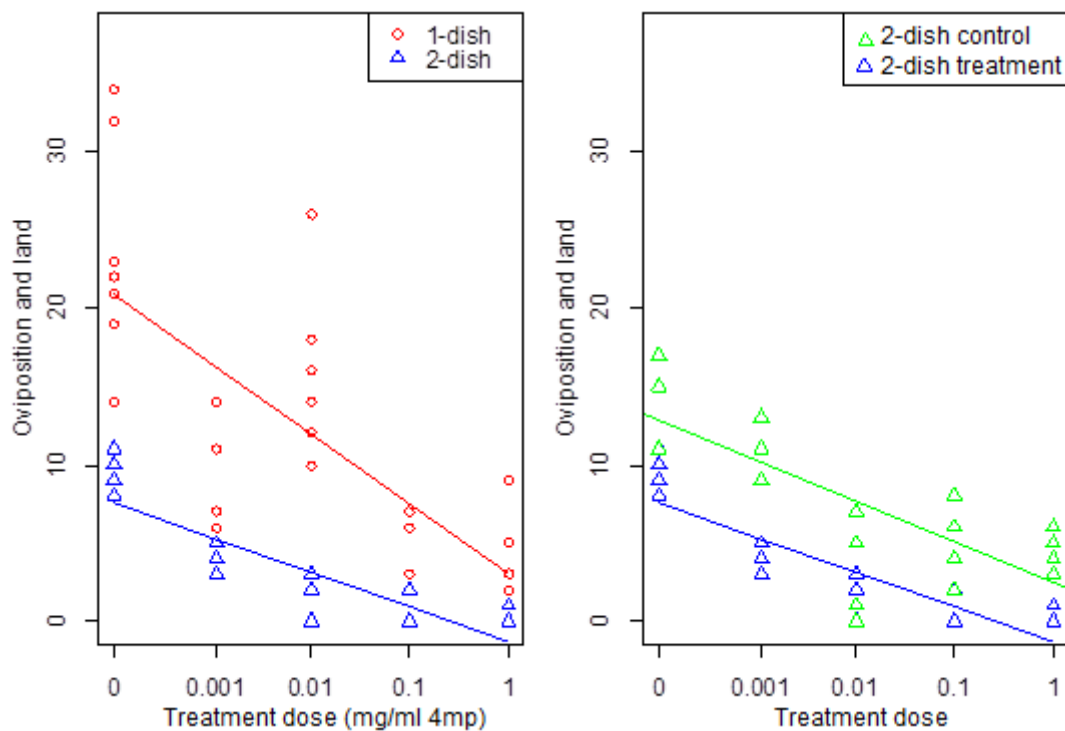 1-dish
2-dish
30
20
10
0
Oviposition and land
0 0.001 0.01 0.1 1
Treatment dose (mg/ml 4mp)
2-dish control
2-dish treatment
30
20
10
0
Oviposition and land
0 0.001 0.01 0.1 1
Treatment dose